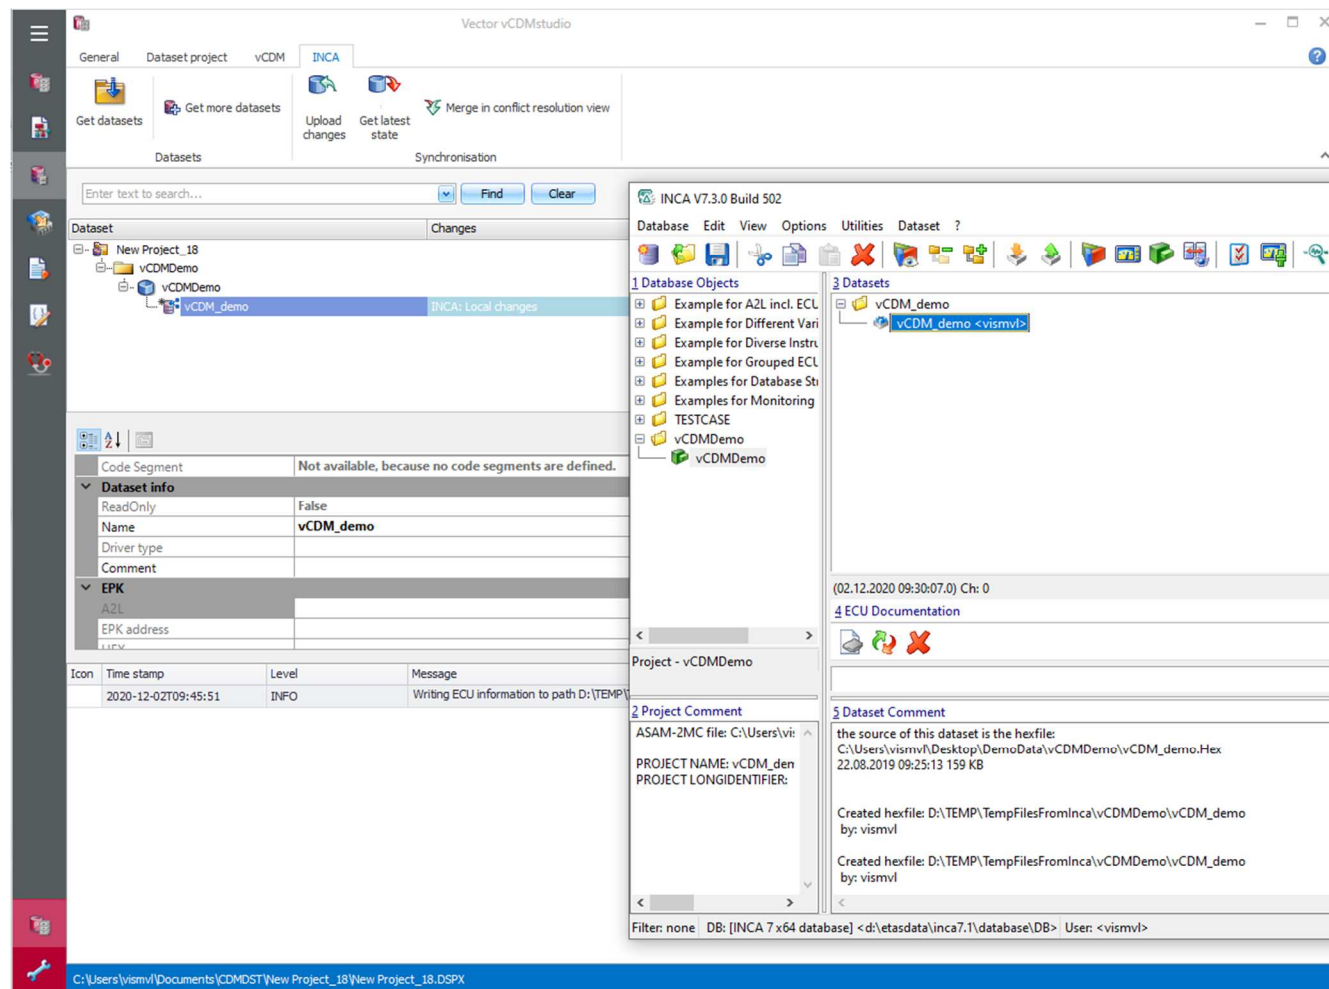 Vector vCDMstudio
General Dataset project vCDM INCA
Get datasets
Get more datasets
Upload changes
Get latest state
Merge in conflict resolution view
Datasets
Synchronisation
Enter text to search...
Find
Clear
Dataset Changes
New Project_18
vCDMDemo
vCDMDemo
vCDM_demo INCA: Local changes
Code Segment Not available, because no code segments are defined.
Dataset info
ReadOnly False
Name vCDM_demo
Driver type
Comment
EPK
A2L
EPK address
HEX
Icon Time stamp Level Message
2020-12-02T09:45:51 INFO Writing ECU information to path D:\TEMP\
C:\Users\vismvl\Documents\CDMDST\New Project_18\New Project_18.DSPX
INCA V7.3.0 Build 502
Database Edit View Options Utilities Dataset ?
1 Database Objects
Example for A2L incl. ECU
Example for Different Vari
Example for Diverse Instru
Example for Grouped ECU
Examples for Database Str
Examples for Monitoring
TESTCASE
vCDMDemo
vCDMDemo
Project - vCDMDemo
2 Project Comment
ASAM-2MC file: C:\Users\vis
PROJECT NAME: vCDM_dem
PROJECT LONGIDENTIFIER:
3 Datasets
vCDM_demo
vCDM_demo <vismvl>
(02.12.2020 09:30:07.0) Ch: 0
4 ECU Documentation
5 Dataset Comment
the source of this dataset is the hexfile:
C:\Users\vismvl\Desktop\DemoData\vCDMDemo\vCDM_demo.Hex
22.08.2019 09:25:13 159 KB
Created hexfile: D:\TEMP\TempFilesFromInca\vCDMDemo\vCDM_demo
by: vismvl
Created hexfile: D:\TEMP\TempFilesFromInca\vCDMDemo\vCDM_demo
by: vismvl
Filter: none DB: [INCA 7 x64 database] <d:\etasdata\inca7.1\database\DB> User: <vismvl>